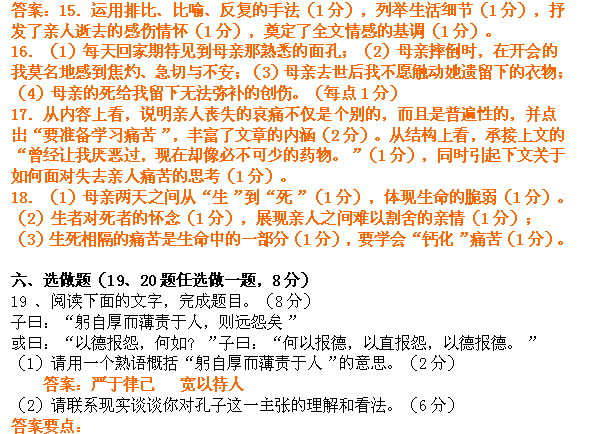 答案：15．运用排比、比喻、反复的手法（1分），列举生活细节（1分），抒
发了亲人逝去的感伤情怀（1分），奠定了全文情感的基调（1分）。
16．（1）每天回家期待见到母亲那熟悉的面孔；（2）母亲摔倒时，在开会的
我莫名地感到焦灼、急切与不安；（3）母亲去世后我不愿触动她遗留下的衣物；
（4）母亲的死给我留下无法弥补的创伤。（每点1分）
17．从内容上看，说明亲人丧失的哀痛不仅是个别的，而且是普遍性的，并点
出“要准备学习痛苦”，丰富了文章的内涵（2分）。从结构上看，承接上文的
“曾经让我厌恶过，现在却像必不可少的药物。”（1分），同时引起下文关于
如何面对失去亲人痛苦的思考（1分）。
18．（1）母亲两天之间从“生”到“死”（1分），体现生命的脆弱（1分）。
（2）生者对死者的怀念（1分），展现亲人之间难以割舍的亲情（1分）；
（3）生死相隔的痛苦是生命中的一部分（1分），要学会“钙化”痛苦（1分）。
六、选做题（19、20题任选做一题，8分）
19 、阅读下面的文字，完成题目。（8分）
子曰：“躬自厚而薄责于人，则远怨矣”
或曰：“以德报怨，何如？”子曰：“何以报德，以直报怨，以德报德。”
（1）请用一个熟语概括“躬自厚而薄责于人”的意思。（2分）
答案：严于律己 宽以待人
（2）请联系现实谈谈你对孔子这一主张的理解和看法。（6分）
答案要点：